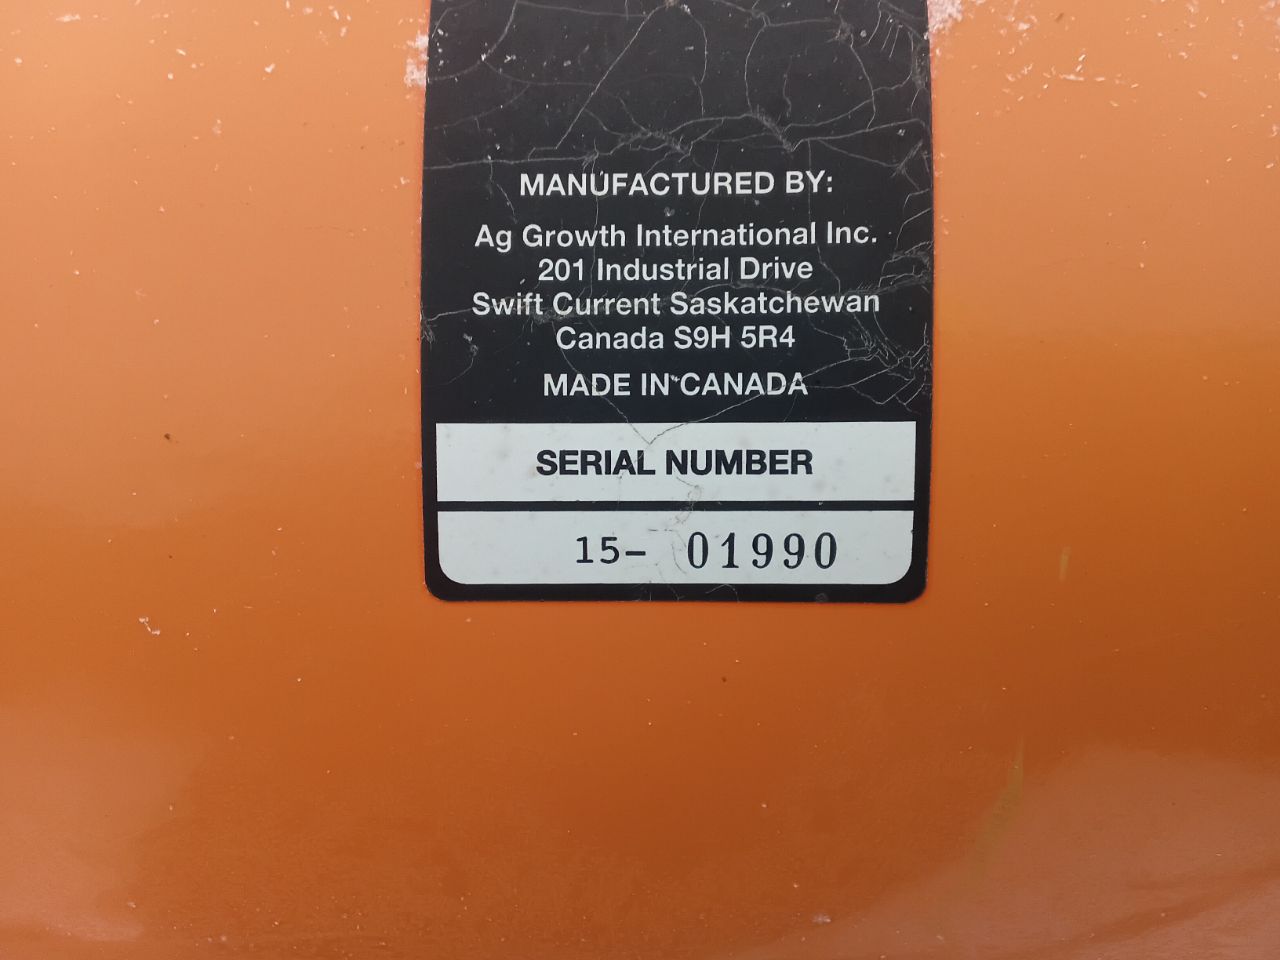 MANUFACTURED BY:
Ag Growth International Inc.
201 Industrial Drive
Swift Current Saskatchewan
Canada S9H 5R4
MADE IN CANADA
SERIAL NUMBER
15- 01990